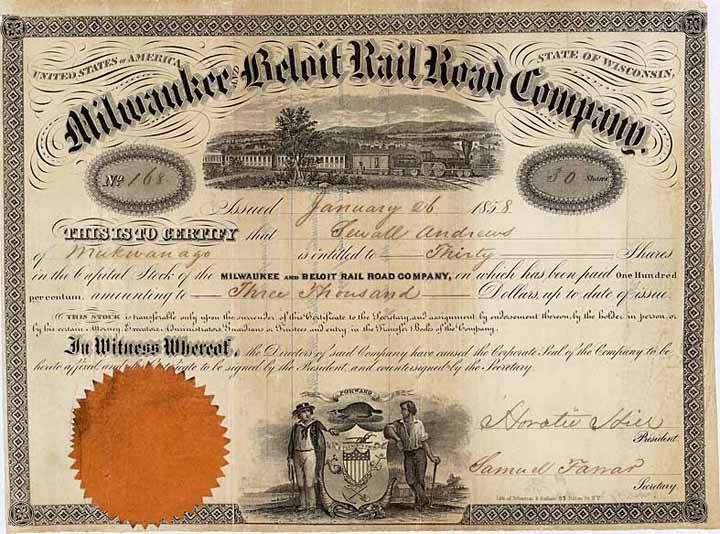 UNITED STATES OF AMERICA
STATE OF WISCONSIN,
Milwaukee AND Beloit Rail Road Company.
No 168
30 Shares
Issued January 26 1858
THIS IS TO CERTIFY that Sewall Andrews
of Mukwanago is entitled to Thirty Shares
in the Capital Stock of the MILWAUKEE AND BELOIT RAIL ROAD COMPANY, on which has been paid One Hundred
per centum, amounting to Three Thousand Dollars, up to date of issue.
THIS STOCK is transferable only upon the surrender of this Certificate to the Secretary, and assignment by endorsement thereon, by the holder in person, or
by his certain Attorney, Executors, Administrators, Guardians or Trustees and entry in the Transfer Books of the Company.
In Witness Whereof, the Directors of said Company have caused the Corporate Seal of the Company to be
hereto affixed and to be signed by the President, and countersigned by the Secretary.
FORWARD
Horatio Hill
President.
Samuel Farrar
Secretary.